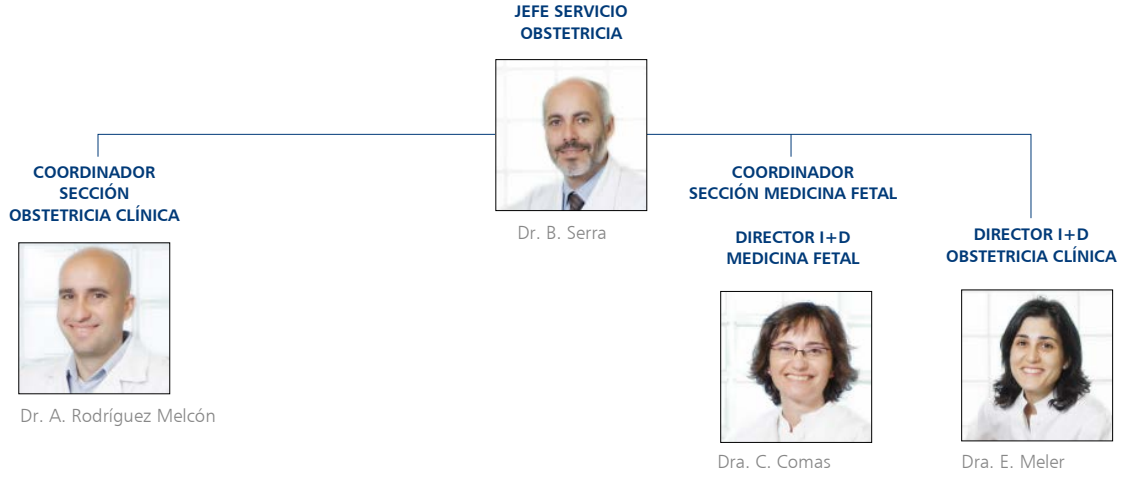 JEFE SERVICIO
OBSTETRICIA
Dr. B. Serra
COORDINADOR
SECCIÓN
OBSTETRICIA CLÍNICA
Dr. A. Rodríguez Melcón
COORDINADOR
SECCIÓN MEDICINA FETAL
DIRECTOR I+D
MEDICINA FETAL
Dra. C. Comas
DIRECTOR I+D
OBSTETRICIA CLÍNICA
Dra. E. Meler